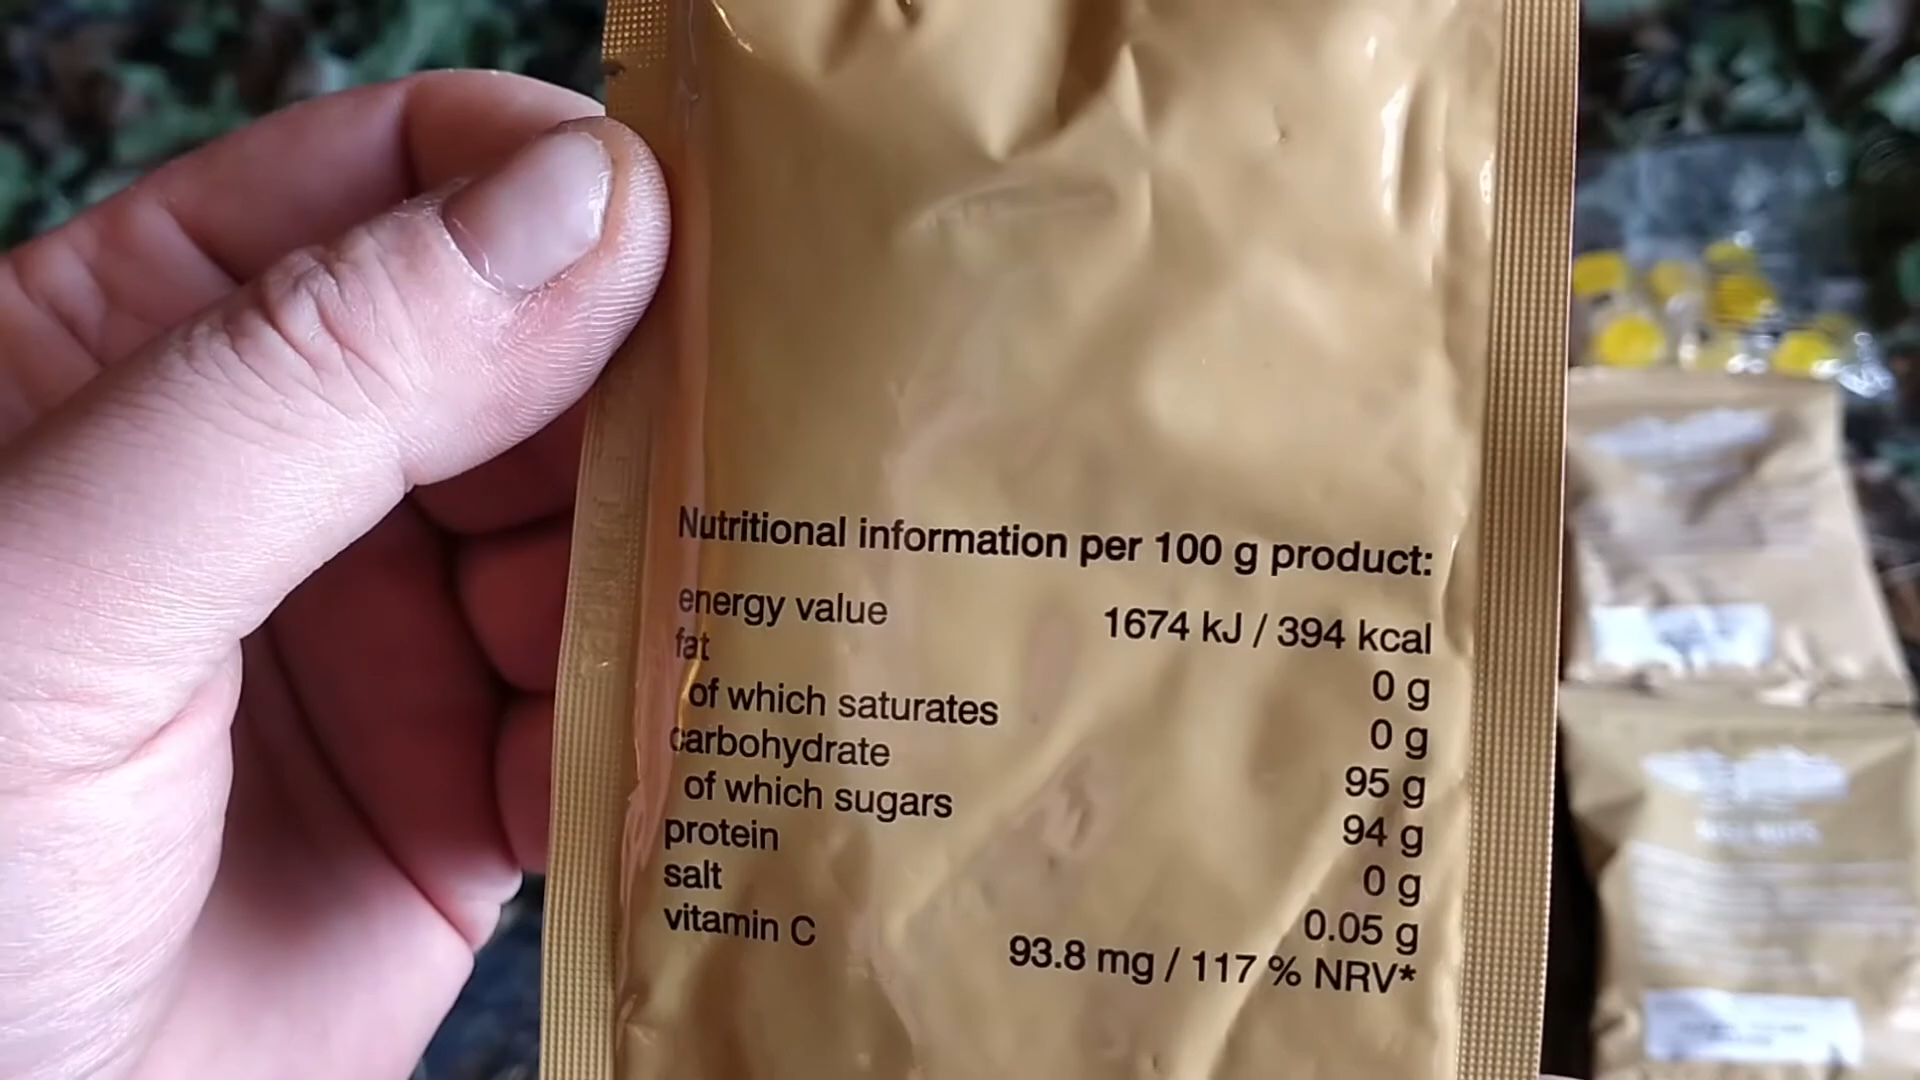 Nutritional information per 100 g product:
energy value 1674 kJ / 394 kcal
fat 0 g
of which saturates 0 g
carbohydrate 95 g
of which sugars 94 g
protein 0 g
salt 0.05 g
vitamin C 93.8 mg / 117 % NRV*